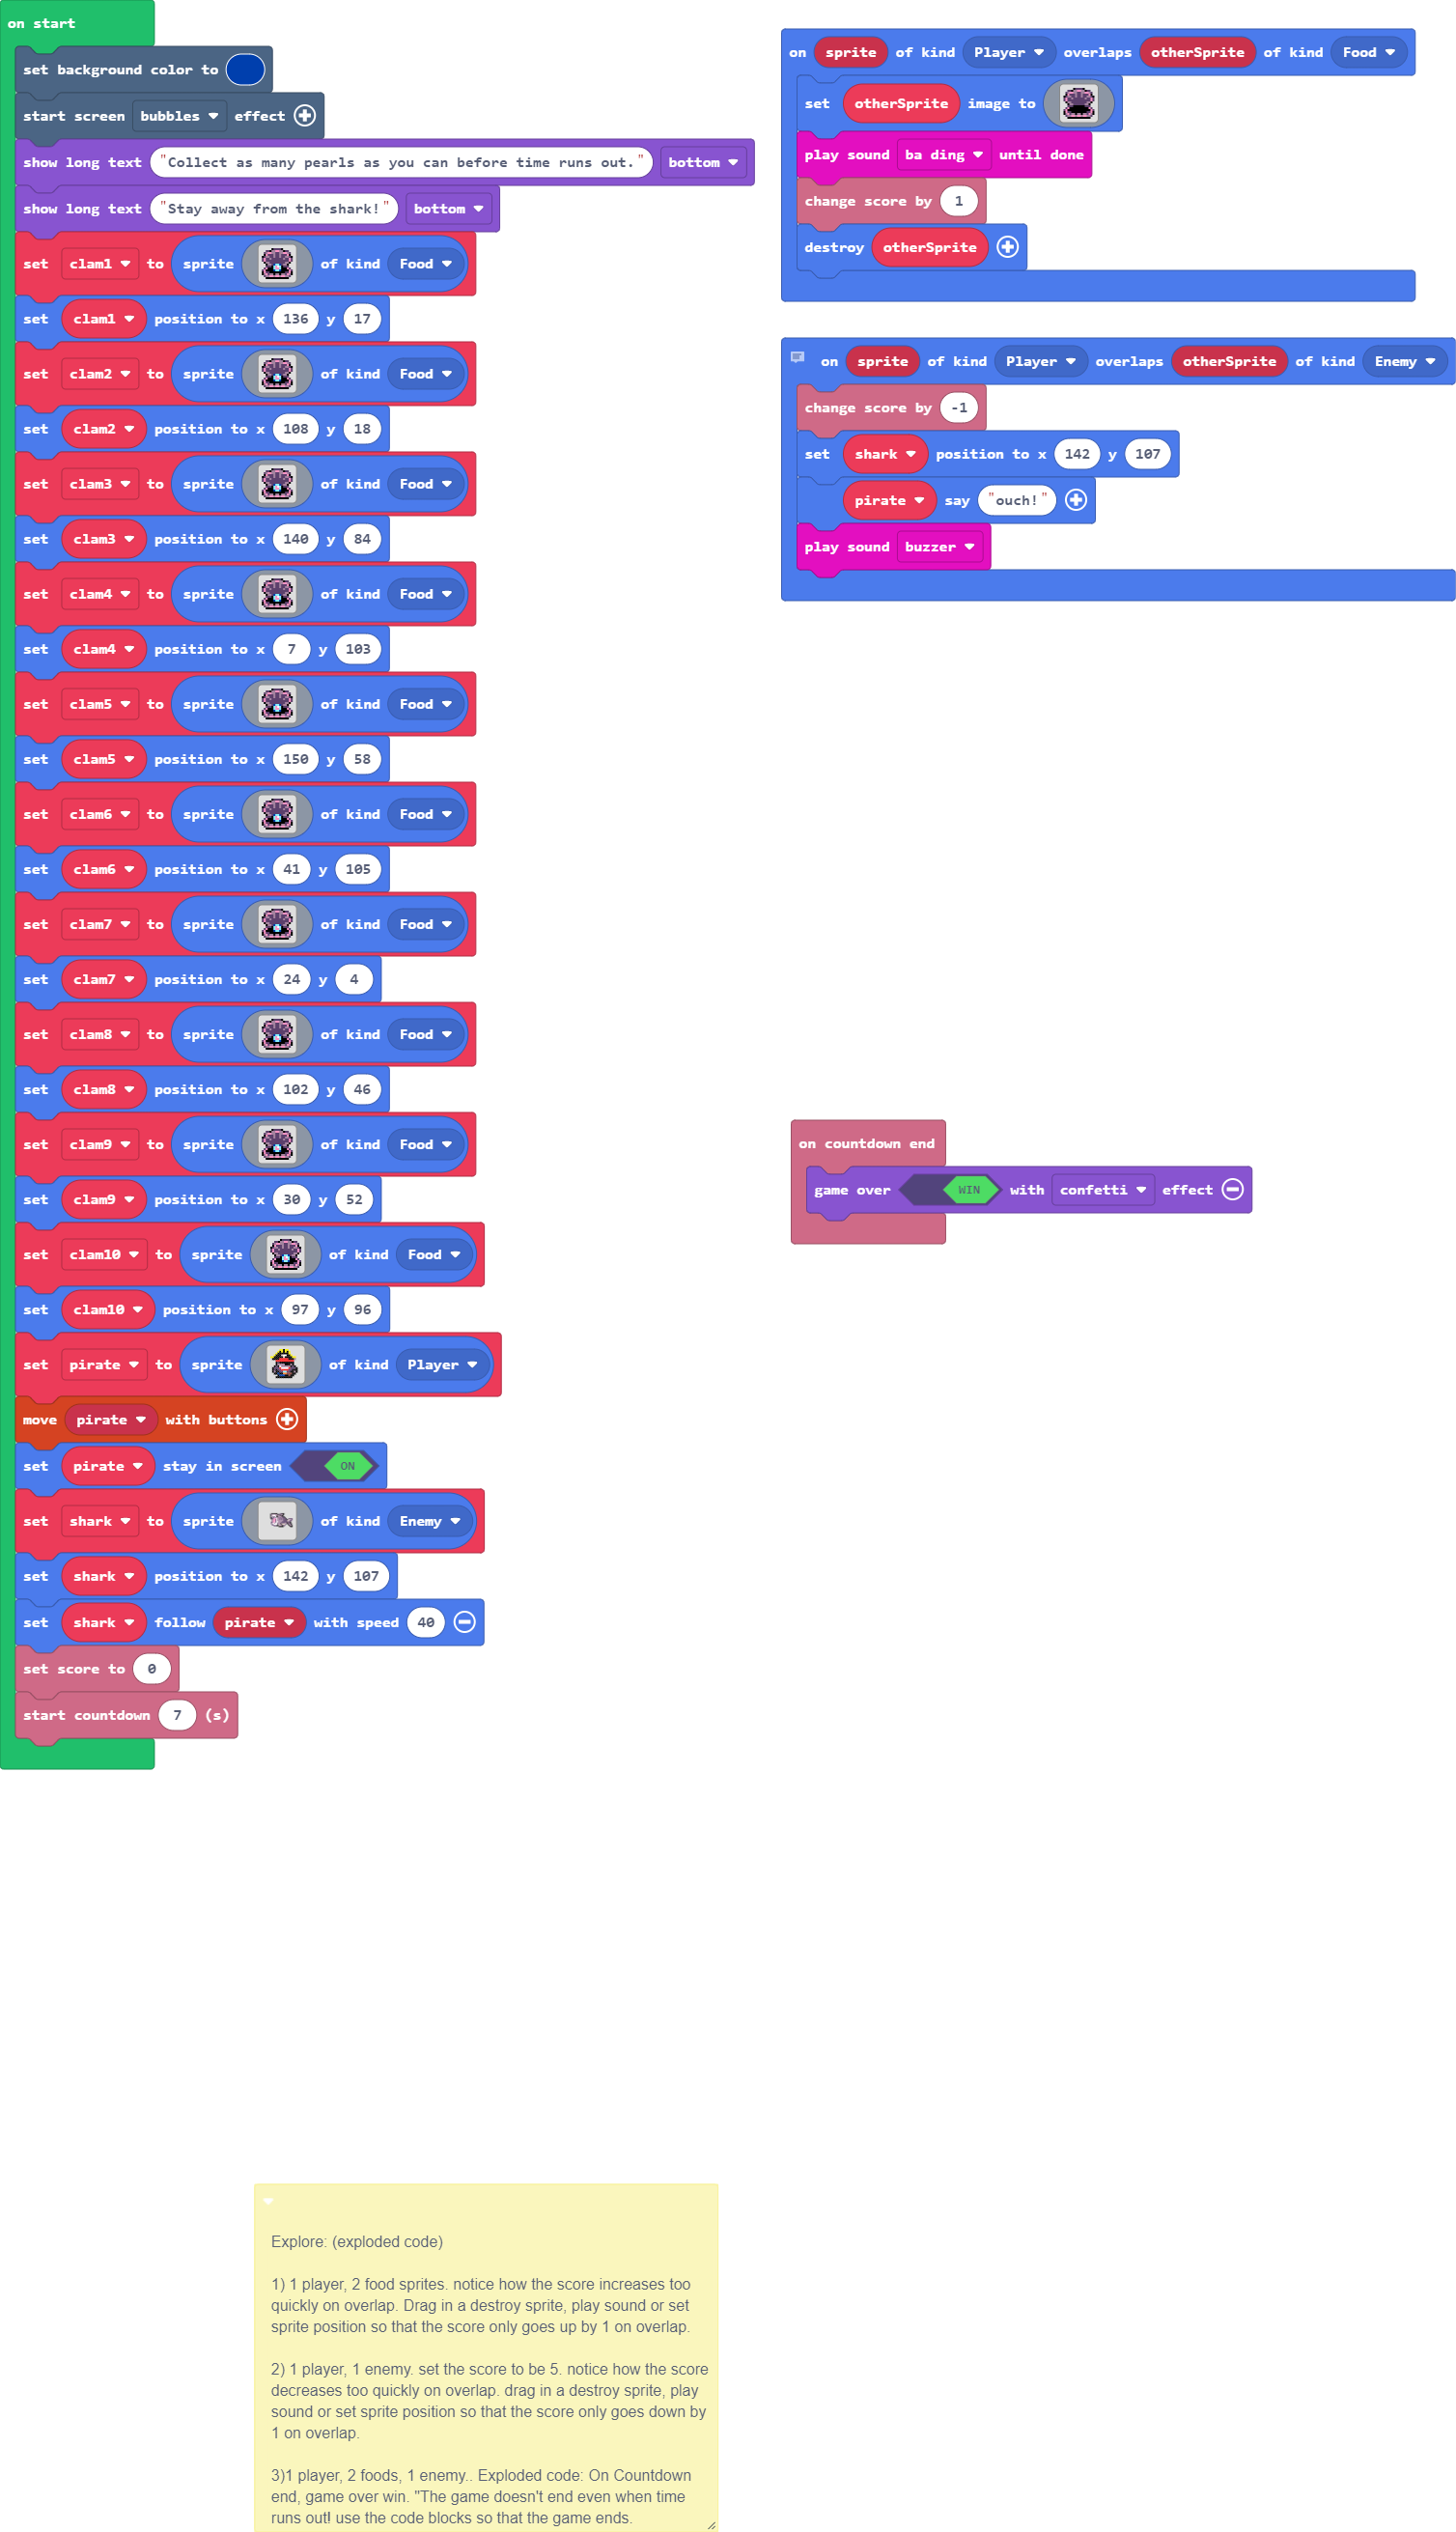 on start
set background color to
start screen bubbles effect
show long text "Collect as many pearls as you can before time runs out." bottom
show long text "Stay away from the shark!" bottom
set clam1 to sprite of kind Food
set clam1 position to x 136 y 17
set clam2 to sprite of kind Food
set clam2 position to x 108 y 18
set clam3 to sprite of kind Food
set clam3 position to x 140 y 84
set clam4 to sprite of kind Food
set clam4 position to x 7 y 103
set clam5 to sprite of kind Food
set clam5 position to x 150 y 58
set clam6 to sprite of kind Food
set clam6 position to x 41 y 105
set clam7 to sprite of kind Food
set clam7 position to x 24 y 4
set clam8 to sprite of kind Food
set clam8 position to x 102 y 46
set clam9 to sprite of kind Food
set clam9 position to x 30 y 52
set clam10 to sprite of kind Food
set clam10 position to x 97 y 96
set pirate to sprite of kind Player
move pirate with buttons
set pirate stay in screen ON
set shark to sprite of kind Enemy
set shark position to x 142 y 107
set shark follow pirate with speed 40
set score to 0
start countdown 7 (s)
on sprite of kind Player overlaps otherSprite of kind Food
set otherSprite image to
play sound ba ding until done
change score by 1
destroy otherSprite
on sprite of kind Player overlaps otherSprite of kind Enemy
change score by -1
set shark position to x 142 y 107
pirate say "ouch!"
play sound buzzer
on countdown end
game over WIN with confetti effect
Explore: (exploded code)
1) 1 player, 2 food sprites. notice how the score increases too
quickly on overlap. Drag in a destroy sprite, play sound or set
sprite position so that the score only goes up by 1 on overlap.
2) 1 player, 1 enemy. set the score to be 5. notice how the score
decreases too quickly on overlap. drag in a destroy sprite, play
sound or set sprite position so that the score only goes down by
1 on overlap.
3)1 player, 2 foods, 1 enemy.. Exploded code: On Countdown
end, game over win. "The game doesn't end even when time
runs out! use the code blocks so that the game ends.